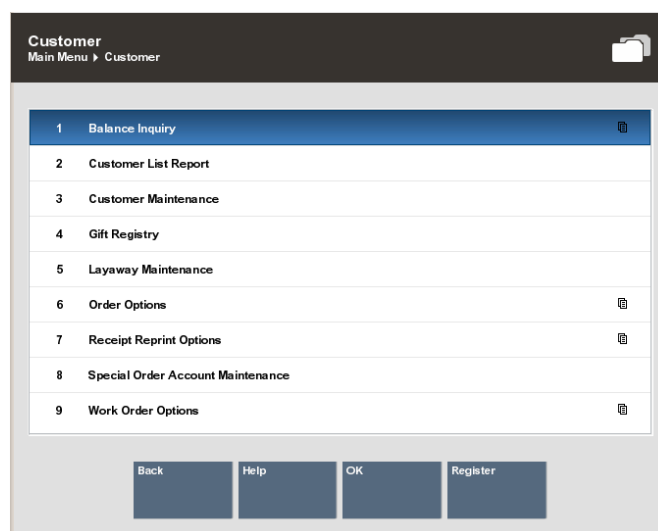 Customer
Main Menu ▸ Customer
1 Balance Inquiry
2 Customer List Report
3 Customer Maintenance
4 Gift Registry
5 Layaway Maintenance
6 Order Options
7 Receipt Reprint Options
8 Special Order Account Maintenance
9 Work Order Options
Back Help OK Register